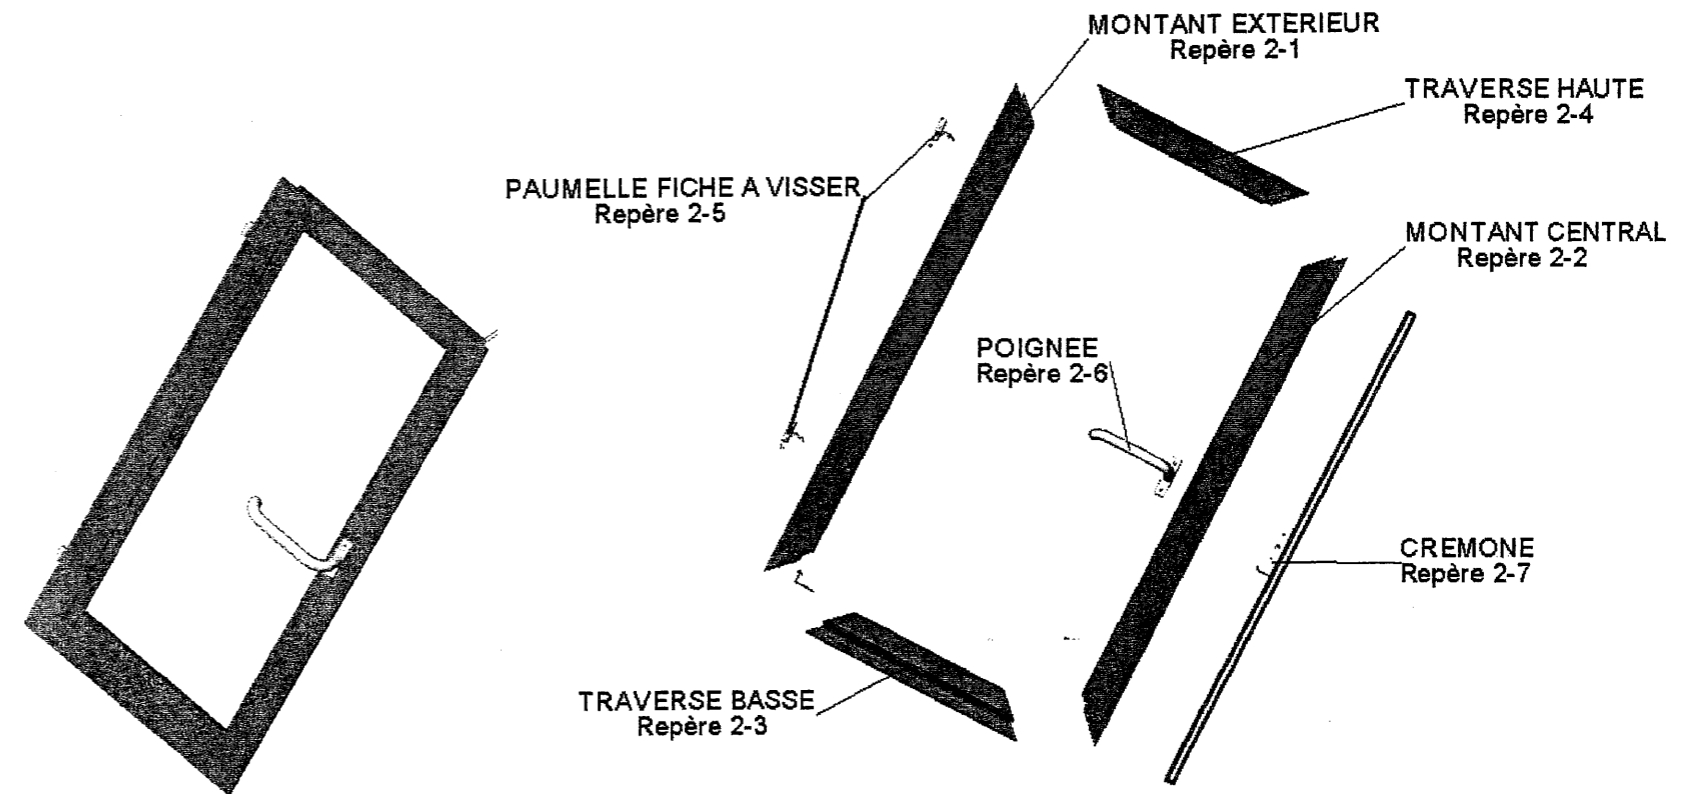 MONTANT EXTERIEUR
Repère 2-1
TRAVERSE HAUTE
Repère 2-4
PAUMELLE FICHE A VISSER
Repère 2-5
MONTANT CENTRAL
Repère 2-2
POIGNEE
Repère 2-6
CREMONE
Repère 2-7
TRAVERSE BASSE
Repère 2-3